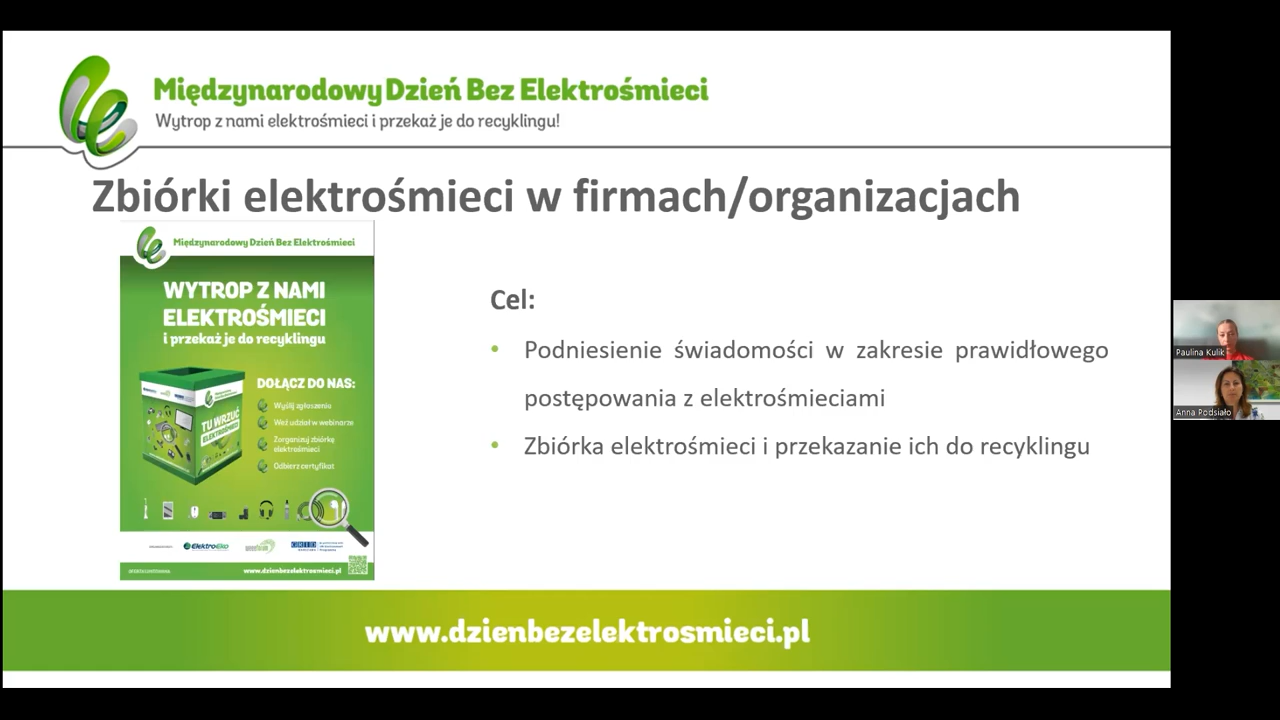 Międzynarodowy Dzień Bez Elektrośmieci
Wytrop z nami elektrośmieci i przekaż je do recyklingu!
Zbiórki elektrośmieci w firmach/organizacjach
Międzynarodowy Dzień Bez Elektrośmieci
WYTROP Z NAMI
ELEKTROŚMIECI
i przekaż je do recyklingu
DOŁĄCZ DO NAS:
Wyślij zgłoszenie
Weź udział w webinarze
Zorganizuj zbiórkę
elektrośmieci
Odbierz certyfikat
TU WRZUĆ
ELEKTROŚMIECI
ElektroEko
GRID
www.dzienbezelektrosmieci.pl
Cel:
• Podniesienie świadomości w zakresie prawidłowego
postępowania z elektrośmieciami
• Zbiórka elektrośmieci i przekazanie ich do recyklingu
www.dzienbezelektrosmieci.pl
Paulina Kulik
Anna Podsiało